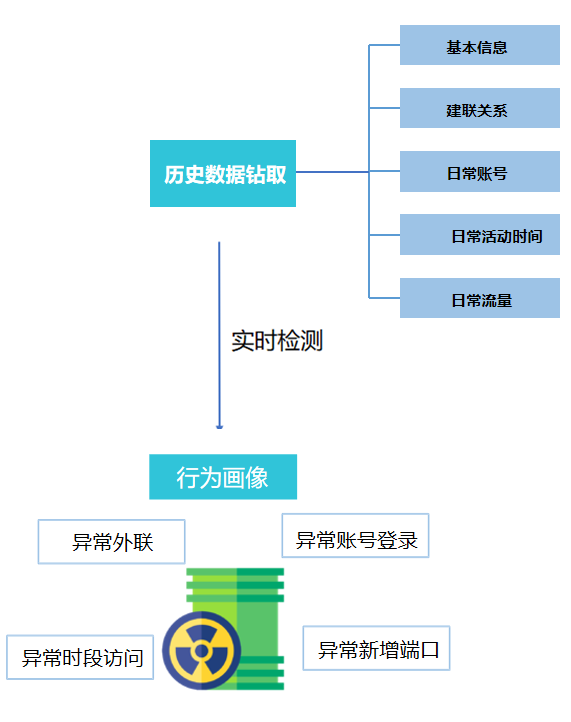 基本信息
建联关系
历史数据钻取
日常账号
日常活动时间
日常流量
实时检测
行为画像
异常外联
异常账号登录
异常时段访问
异常新增端口